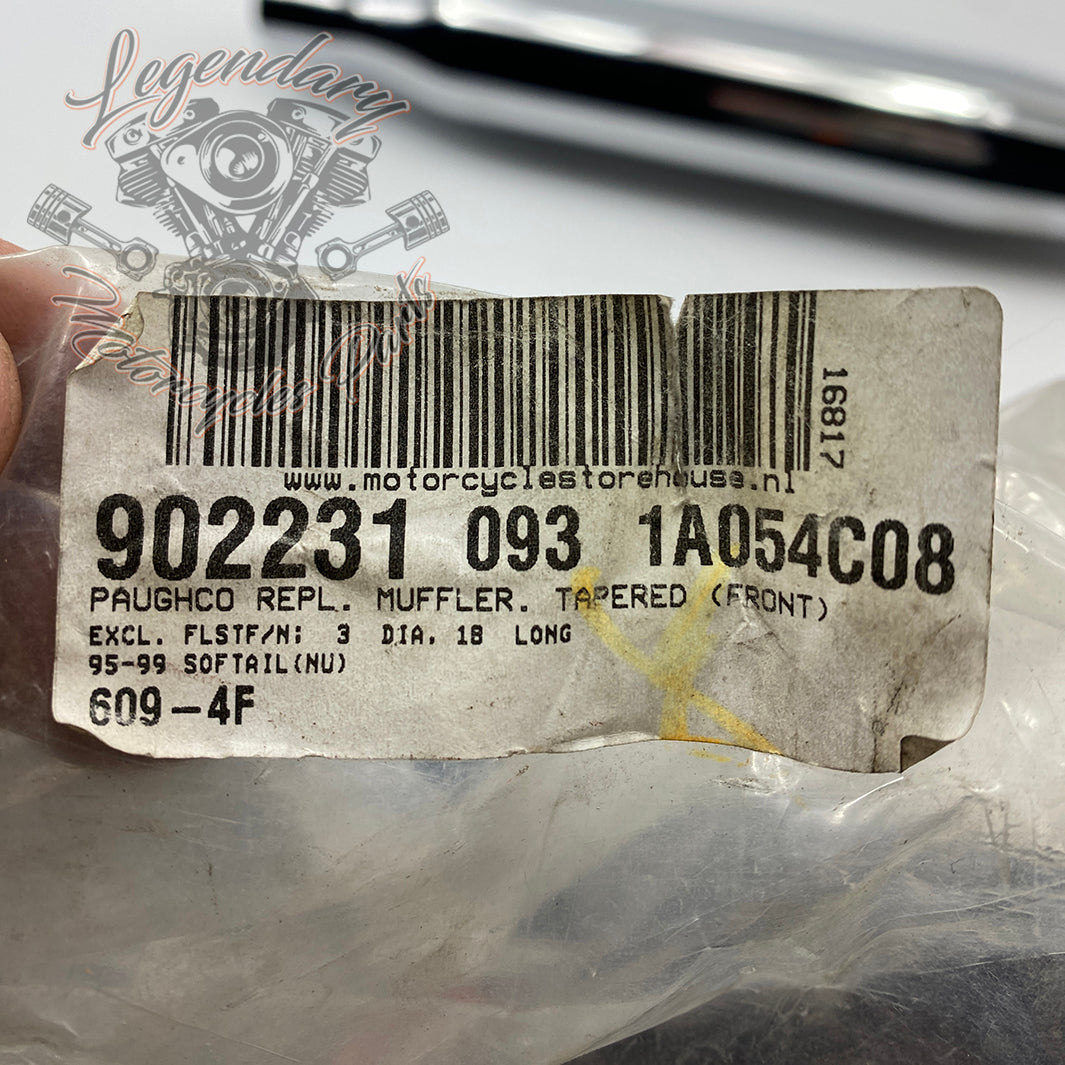 Legendary
Motorcycles Parts
16817
www.motorcyclestorehouse.nl
902231 093 1A054C08
PAUGHCO REPL. MUFFLER. TAPERED (FRONT)
EXCL. FLSTF/N; 3 DIA. 18 LONG
95-99 SOFTAIL(NU)
609-4F